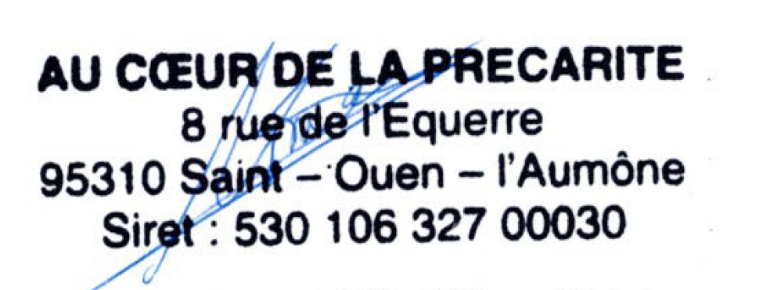 AU CŒUR DE LA PRECARITE
8 rue de l'Equerre
95310 Saint – Ouen – l'Aumône
Siret : 530 106 327 00030